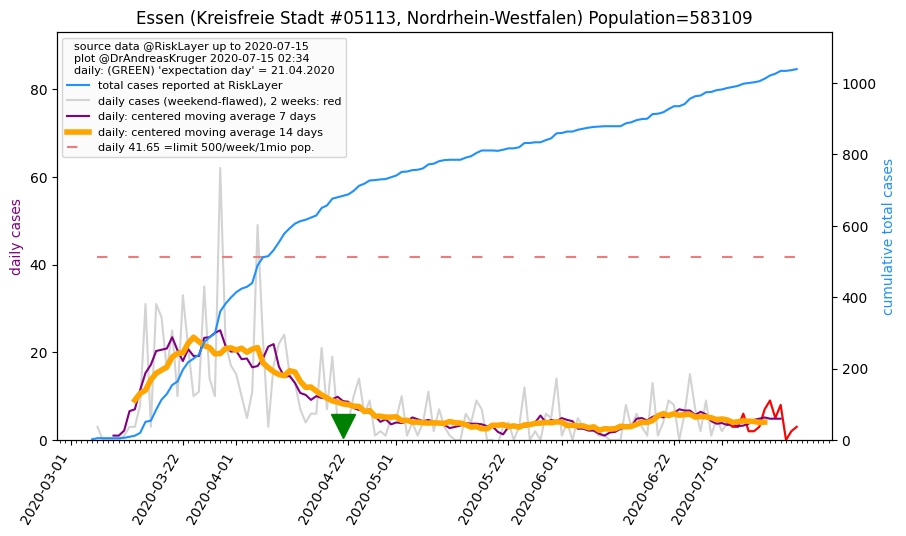 Essen (Kreisfreie Stadt #05113, Nordrhein-Westfalen) Population=583109
source data @RiskLayer up to 2020-07-15
plot @DrAndreasKruger 2020-07-15 02:34
daily: (GREEN) 'expectation day' = 21.04.2020
total cases reported at RiskLayer
daily cases (weekend-flawed), 2 weeks: red
daily: centered moving average 7 days
daily: centered moving average 14 days
daily 41.65 =limit 500/week/1mio pop.
daily cases
80
60
40
20
0
1000
800
600
400
200
0
cumulative total cases
2020-03-01
2020-03-22
2020-04-01
2020-04-22
2020-05-01
2020-05-22
2020-06-01
2020-06-22
2020-07-01